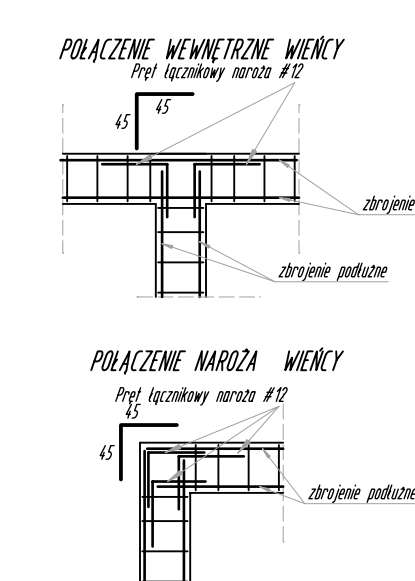 POŁĄCZENIE WEWNĘTRZNE WIEŃCY
Pręt łącznikowy naroża #12
45
45
zbrojenie
zbrojenie podłużne
POŁĄCZENIE NAROŻA WIEŃCY
Pręt łącznikowy naroża #12
45
45
zbrojenie podłużne